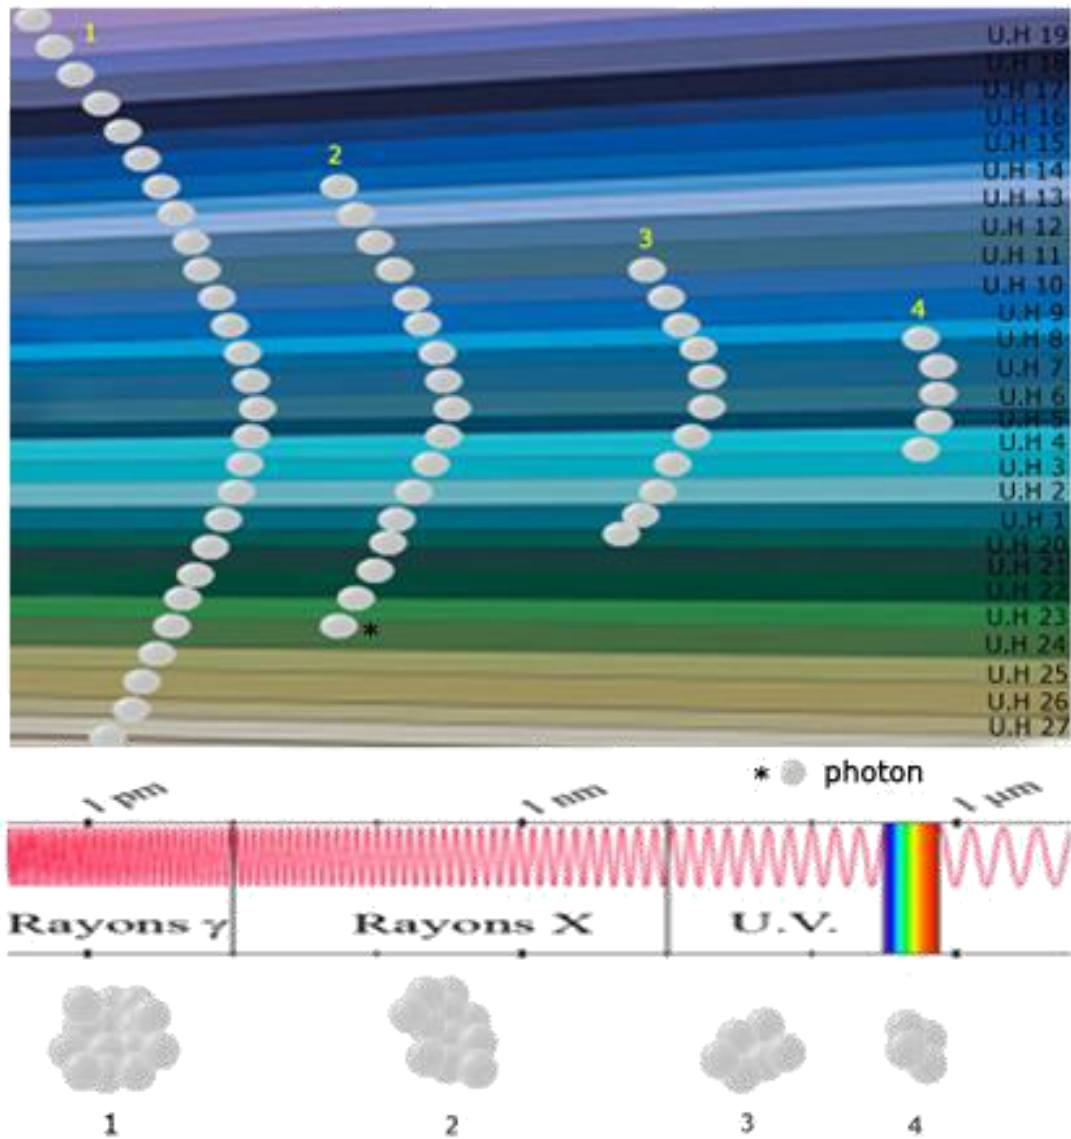 1
U.H 19
U.H 18
U.H 17
U.H 16
2
U.H 15
U.H 14
U.H 13
3
U.H 12
U.H 11
U.H 10
4
U.H 9
U.H 8
U.H 7
U.H 6
U.H 5
U.H 4
U.H 3
U.H 2
U.H 1
U.H 20
U.H 21
U.H 22
*
U.H 23
U.H 24
U.H 25
U.H 26
U.H 27
* photon
1 pm 1 nm 1 µm
Rayons γ Rayons X U.V.
1 2 3 4